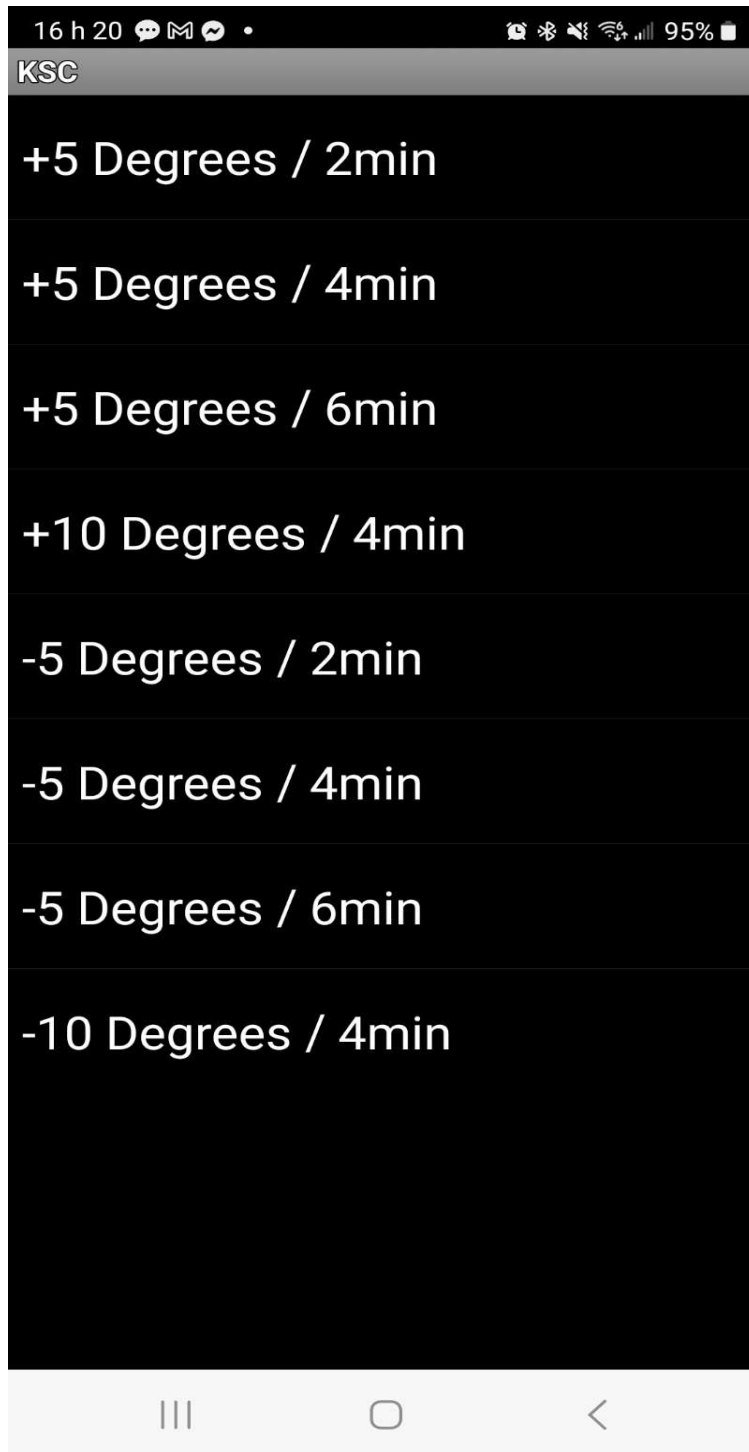 16 h 20 95%
KSC
+5 Degrees / 2min
+5 Degrees / 4min
+5 Degrees / 6min
+10 Degrees / 4min
-5 Degrees / 2min
-5 Degrees / 4min
-5 Degrees / 6min
-10 Degrees / 4min